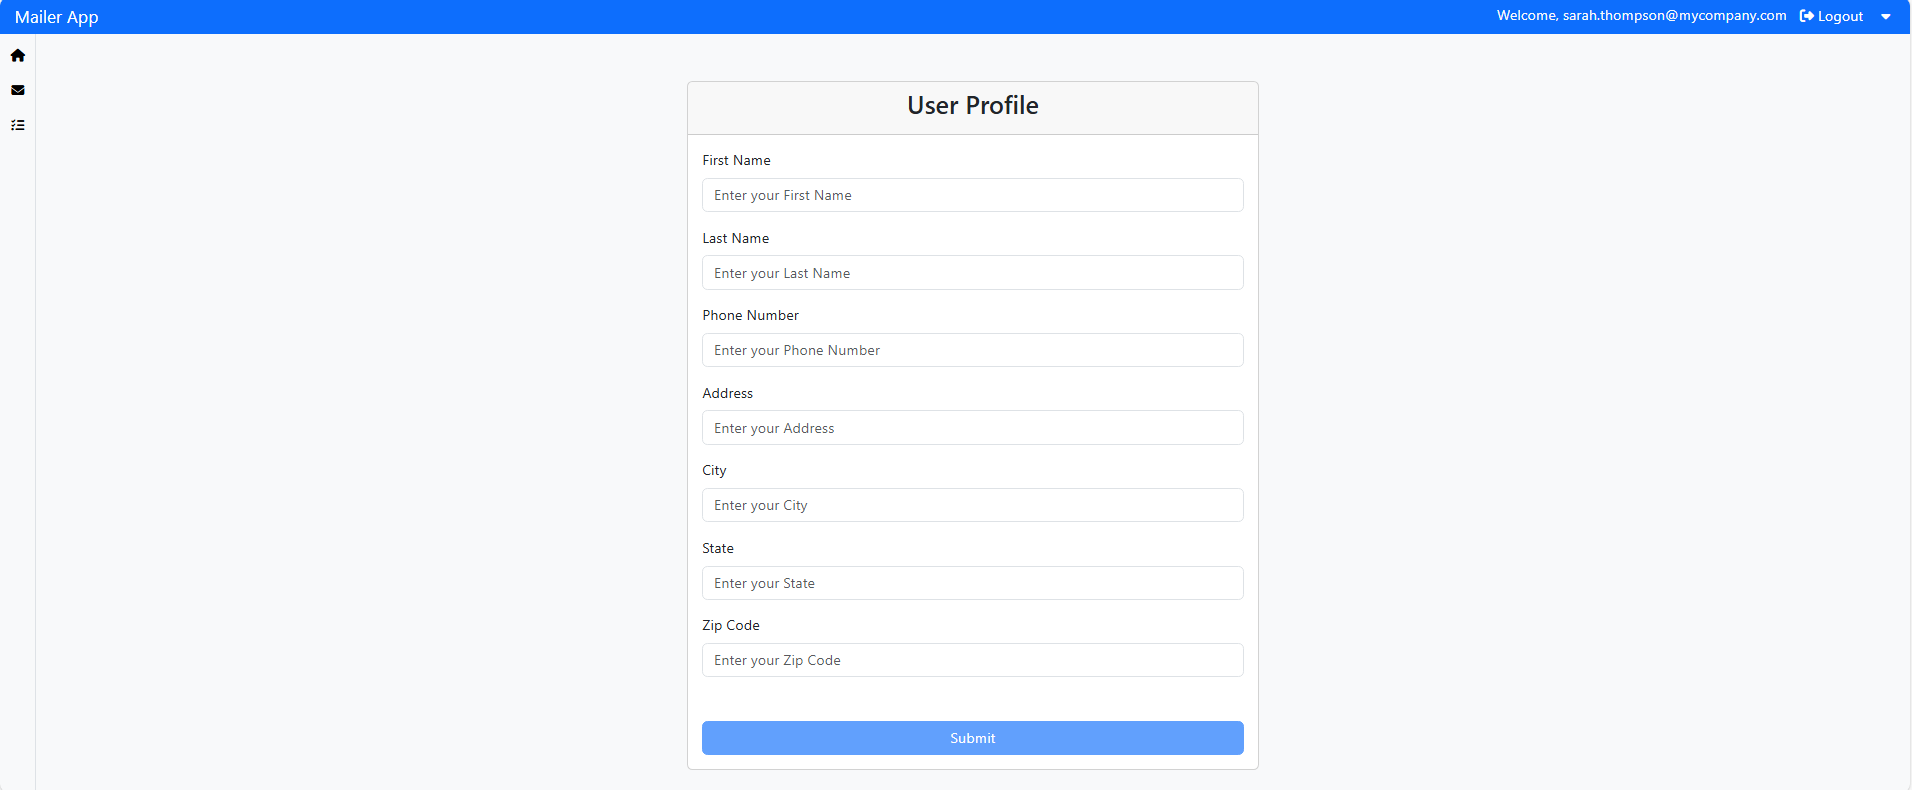 Mailer App
Welcome, sarah.thompson@mycompany.com Logout
User Profile
First Name
Enter your First Name
Last Name
Enter your Last Name
Phone Number
Enter your Phone Number
Address
Enter your Address
City
Enter your City
State
Enter your State
Zip Code
Enter your Zip Code
Submit